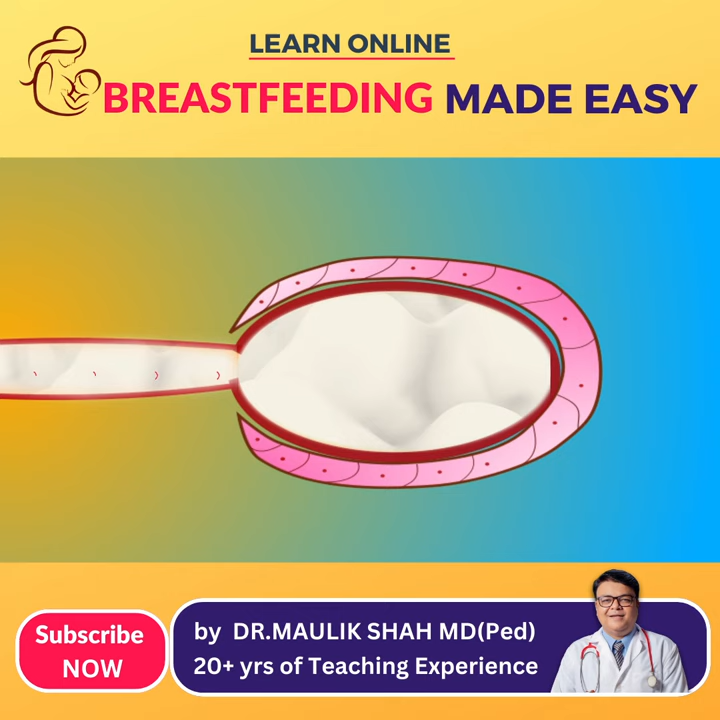 LEARN ONLINE
BREASTFEEDING MADE EASY
Subscribe
NOW
by DR.MAULIK SHAH MD(Ped)
20+ yrs of Teaching Experience